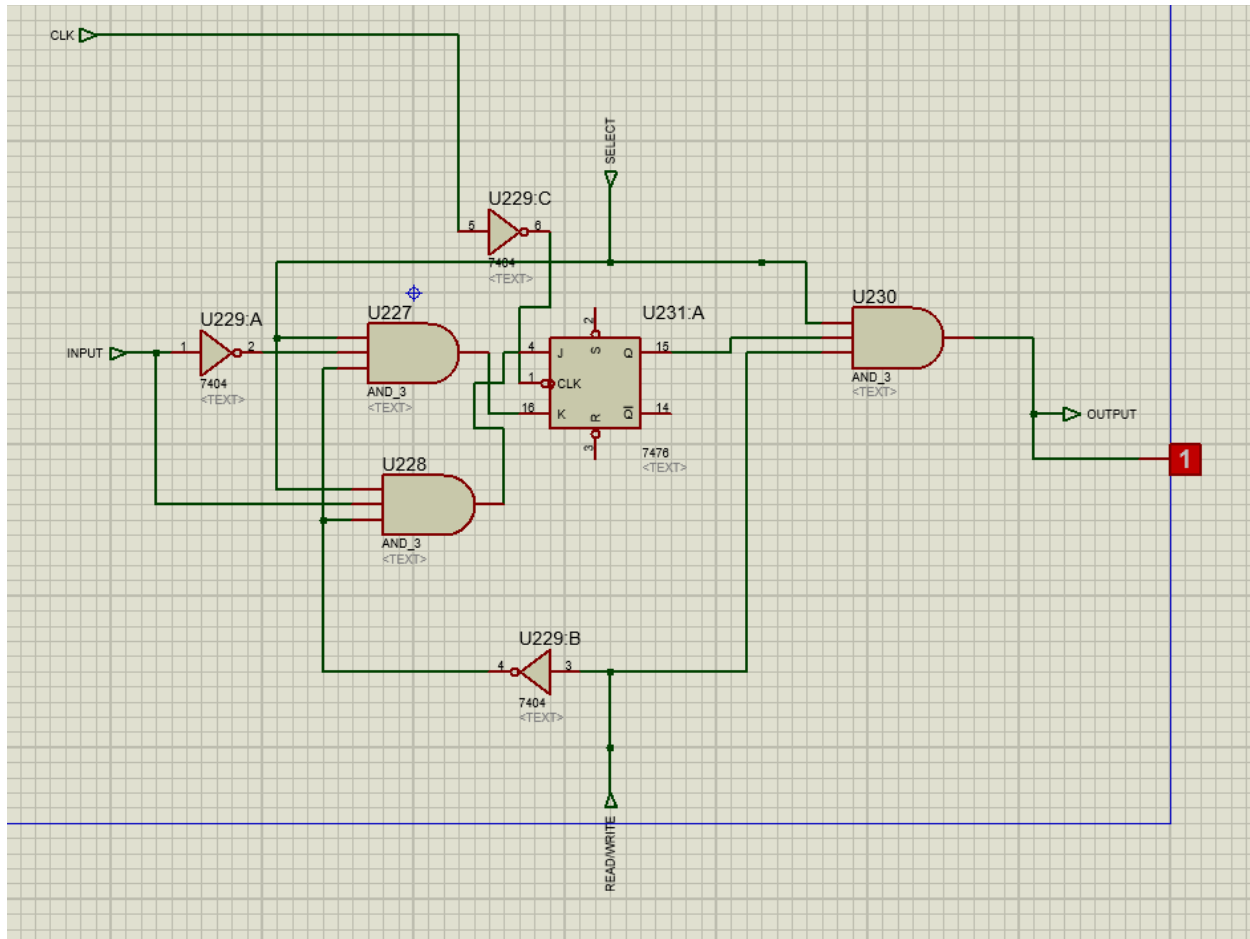 CLK
SELECT
U229:C
5
6
7404
<TEXT>
U227
U229:A
INPUT
1
2
7404
<TEXT>
AND_3
<TEXT>
U231:A
2
S
4
J
Q
15
1
CLK
16
K
R
Q
14
3
7476
<TEXT>
U230
AND_3
<TEXT>
OUTPUT
1
U228
AND_3
<TEXT>
U229:B
4
3
7404
<TEXT>
READ/WRITE